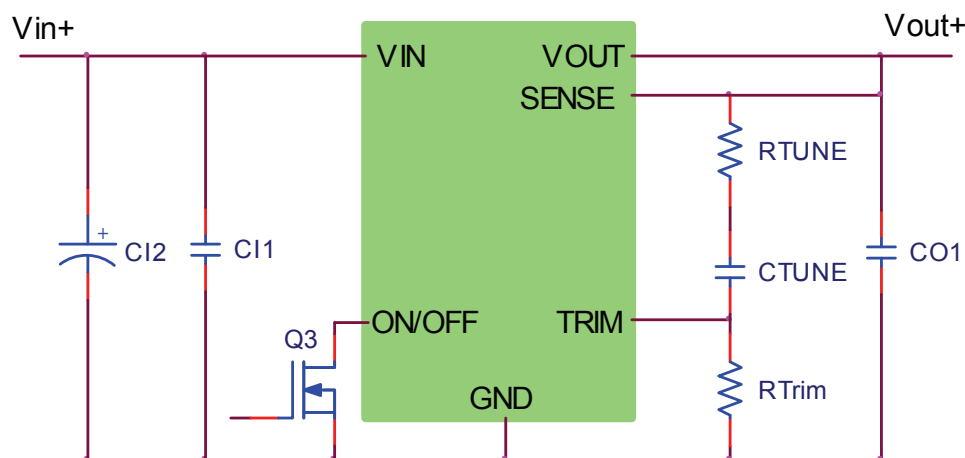 Vin+
Vout+
VIN
VOUT
SENSE
RTUNE
+
CI2
CI1
CTUNE
CO1
ON/OFF
TRIM
Q3
RTrim
GND